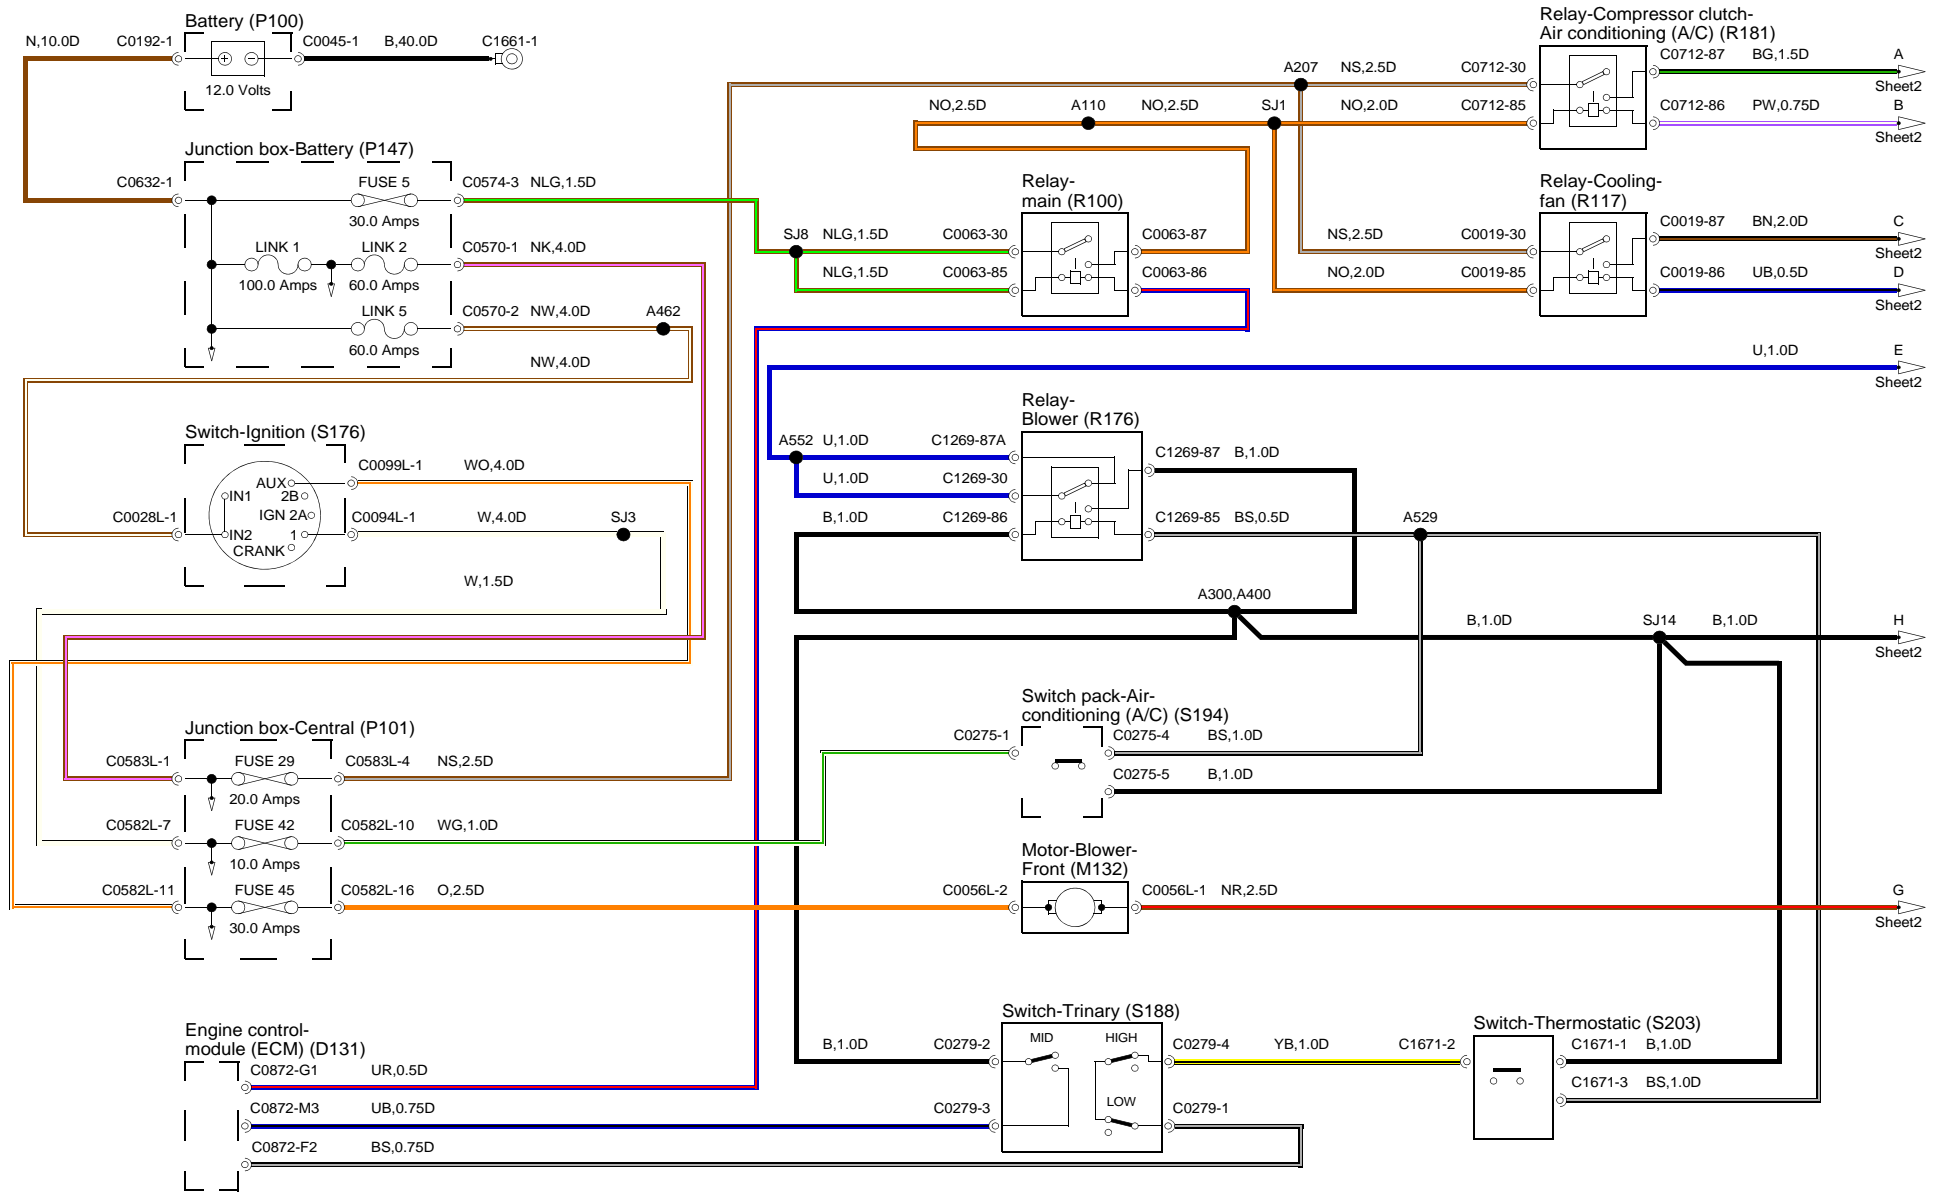 Battery (P100)
N,10.0D
C0192-1
C0045-1
B,40.0D
C1661-1
12.0 Volts
Junction box-Battery (P147)
C0632-1
FUSE 5
30.0 Amps
C0574-3
NLG,1.5D
LINK 1
100.0 Amps
LINK 2
60.0 Amps
C0570-1
NK,4.0D
LINK 5
60.0 Amps
C0570-2
NW,4.0D
A462
NW,4.0D
Switch-Ignition (S176)
C0028L-1
AUX
IN1
2B
IGN 2A
IN2
1
CRANK
C0099L-1
WO,4.0D
C0094L-1
W,4.0D
SJ3
W,1.5D
Junction box-Central (P101)
C0583L-1
FUSE 29
20.0 Amps
C0583L-4
NS,2.5D
C0582L-7
FUSE 42
10.0 Amps
C0582L-10
WG,1.0D
C0582L-11
FUSE 45
30.0 Amps
C0582L-16
O,2.5D
Engine control-
module (ECM) (D131)
C0872-G1
UR,0.5D
C0872-M3
UB,0.75D
C0872-F2
BS,0.75D
NO,2.5D
A110
NO,2.5D
SJ1
NO,2.0D
A207
NS,2.5D
Relay-
main (R100)
SJ8
NLG,1.5D
C0063-30
NLG,1.5D
C0063-85
C0063-87
C0063-86
Relay-Compressor clutch-
Air conditioning (A/C) (R181)
C0712-30
C0712-85
C0712-87
BG,1.5D
A
Sheet2
C0712-86
PW,0.75D
B
Sheet2
Relay-Cooling-
fan (R117)
NS,2.5D
C0019-30
NO,2.0D
C0019-85
C0019-87
BN,2.0D
C
Sheet2
C0019-86
UB,0.5D
D
Sheet2
U,1.0D
E
Sheet2
Relay-
Blower (R176)
A552
U,1.0D
C1269-87A
U,1.0D
C1269-30
B,1.0D
C1269-86
C1269-87
B,1.0D
C1269-85
BS,0.5D
A529
A300,A400
B,1.0D
SJ14
B,1.0D
H
Sheet2
Switch pack-Air-
conditioning (A/C) (S194)
C0275-1
C0275-4
BS,1.0D
C0275-5
B,1.0D
Motor-Blower-
Front (M132)
C0056L-2
C0056L-1
NR,2.5D
G
Sheet2
Switch-Trinary (S188)
B,1.0D
C0279-2
C0279-3
MID
HIGH
LOW
C0279-4
YB,1.0D
C1671-2
C0279-1
Switch-Thermostatic (S203)
C1671-1
B,1.0D
C1671-3
BS,1.0D